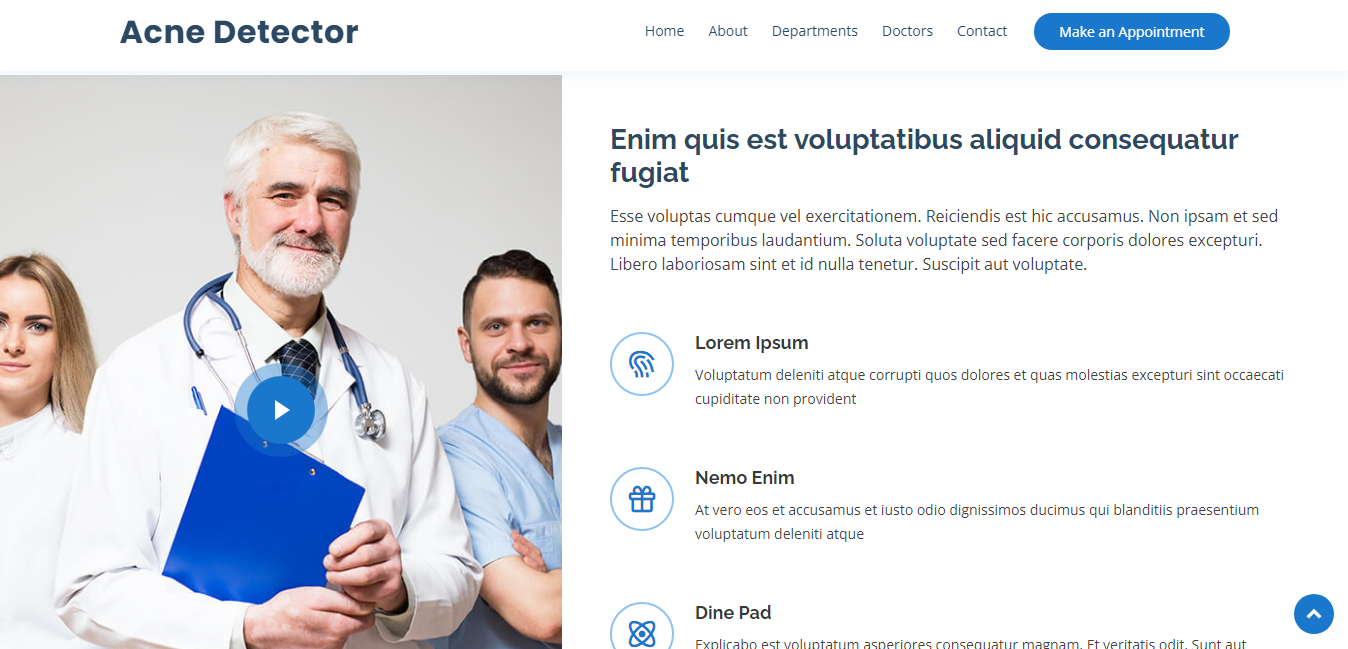 Acne Detector
Home About Departments Doctors Contact Make an Appointment
Enim quis est voluptatibus aliquid consequatur
fugiat
Esse voluptas cumque vel exercitationem. Reiciendis est hic accusamus. Non ipsam et sed
minima temporibus laudantium. Soluta voluptate sed facere corporis dolores excepturi.
Libero laboriosam sint et id nulla tenetur. Suscipit aut voluptate.
Lorem Ipsum
Voluptatum deleniti atque corrupti quos dolores et quas molestias excepturi sint occaecati
cupiditate non provident
Nemo Enim
At vero eos et accusamus et iusto odio dignissimos ducimus qui blanditiis praesentium
voluptatum deleniti atque
Dine Pad
Explicabo est voluptatum asperiores consequatur magnam. Et veritatis odit. Sunt aut